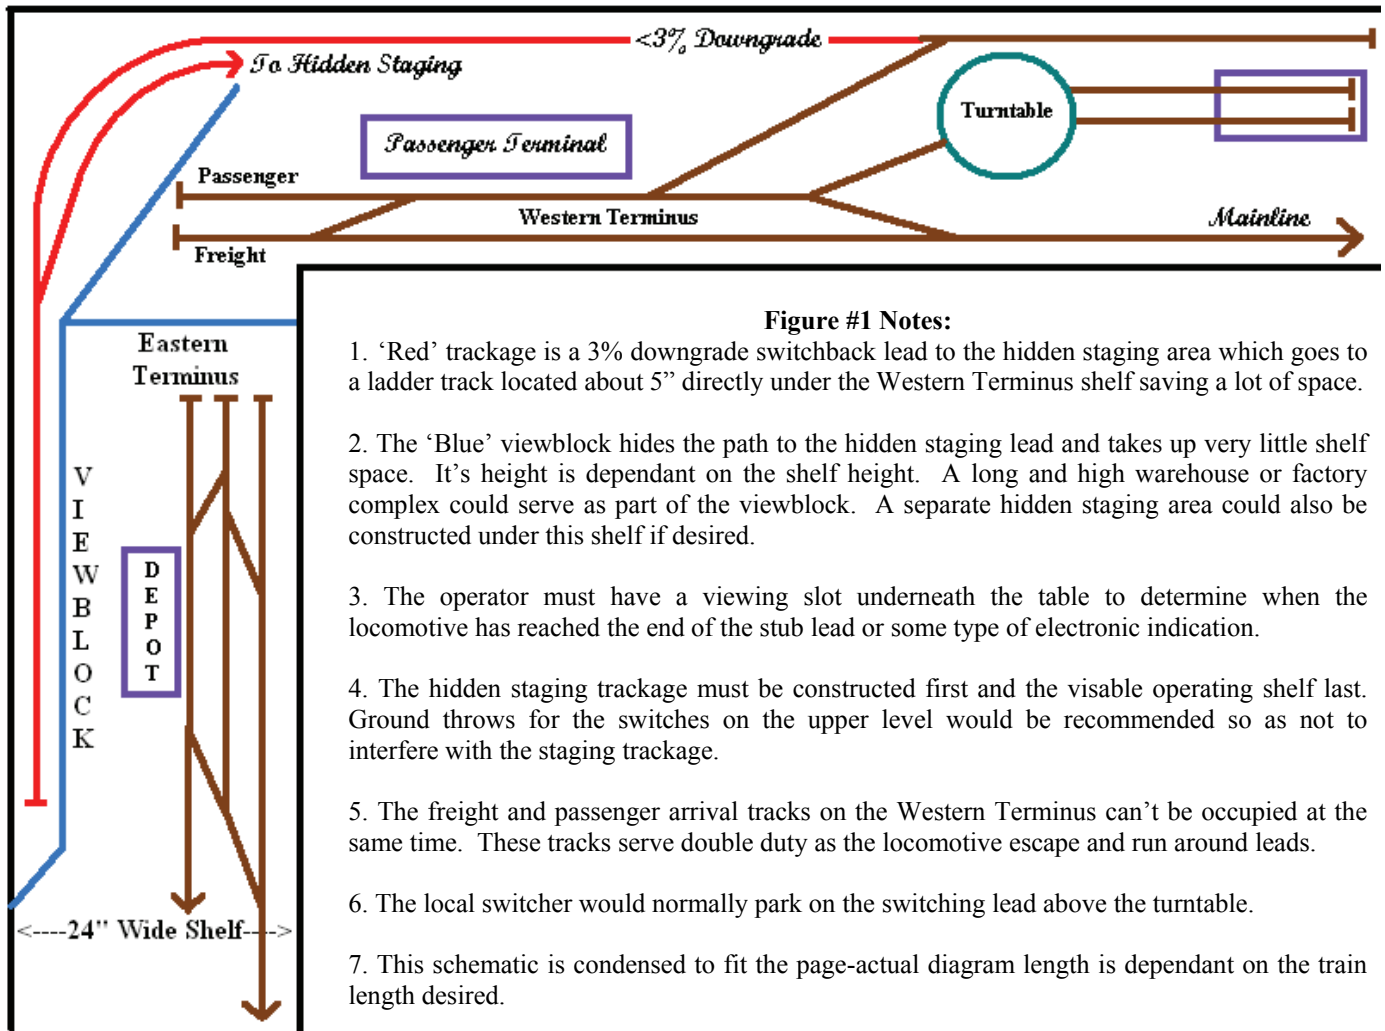 <3% Downgrade
To Hidden Staging
Turntable
Passenger Terminal
Passenger
Western Terminus
Mainline
Freight
Eastern
Terminus
VIEWBLOCK
DEPOT
<----24" Wide Shelf---->
Figure #1 Notes:
1. ‘Red’ trackage is a 3% downgrade switchback lead to the hidden staging area which goes to
a ladder track located about 5” directly under the Western Terminus shelf saving a lot of space.
2. The ‘Blue’ viewblock hides the path to the hidden staging lead and takes up very little shelf
space. It’s height is dependant on the shelf height. A long and high warehouse or factory
complex could serve as part of the viewblock. A separate hidden staging area could also be
constructed under this shelf if desired.
3. The operator must have a viewing slot underneath the table to determine when the
locomotive has reached the end of the stub lead or some type of electronic indication.
4. The hidden staging trackage must be constructed first and the visable operating shelf last.
Ground throws for the switches on the upper level would be recommended so as not to
interfere with the staging trackage.
5. The freight and passenger arrival tracks on the Western Terminus can’t be occupied at the
same time. These tracks serve double duty as the locomotive escape and run around leads.
6. The local switcher would normally park on the switching lead above the turntable.
7. This schematic is condensed to fit the page-actual diagram length is dependant on the train
length desired.